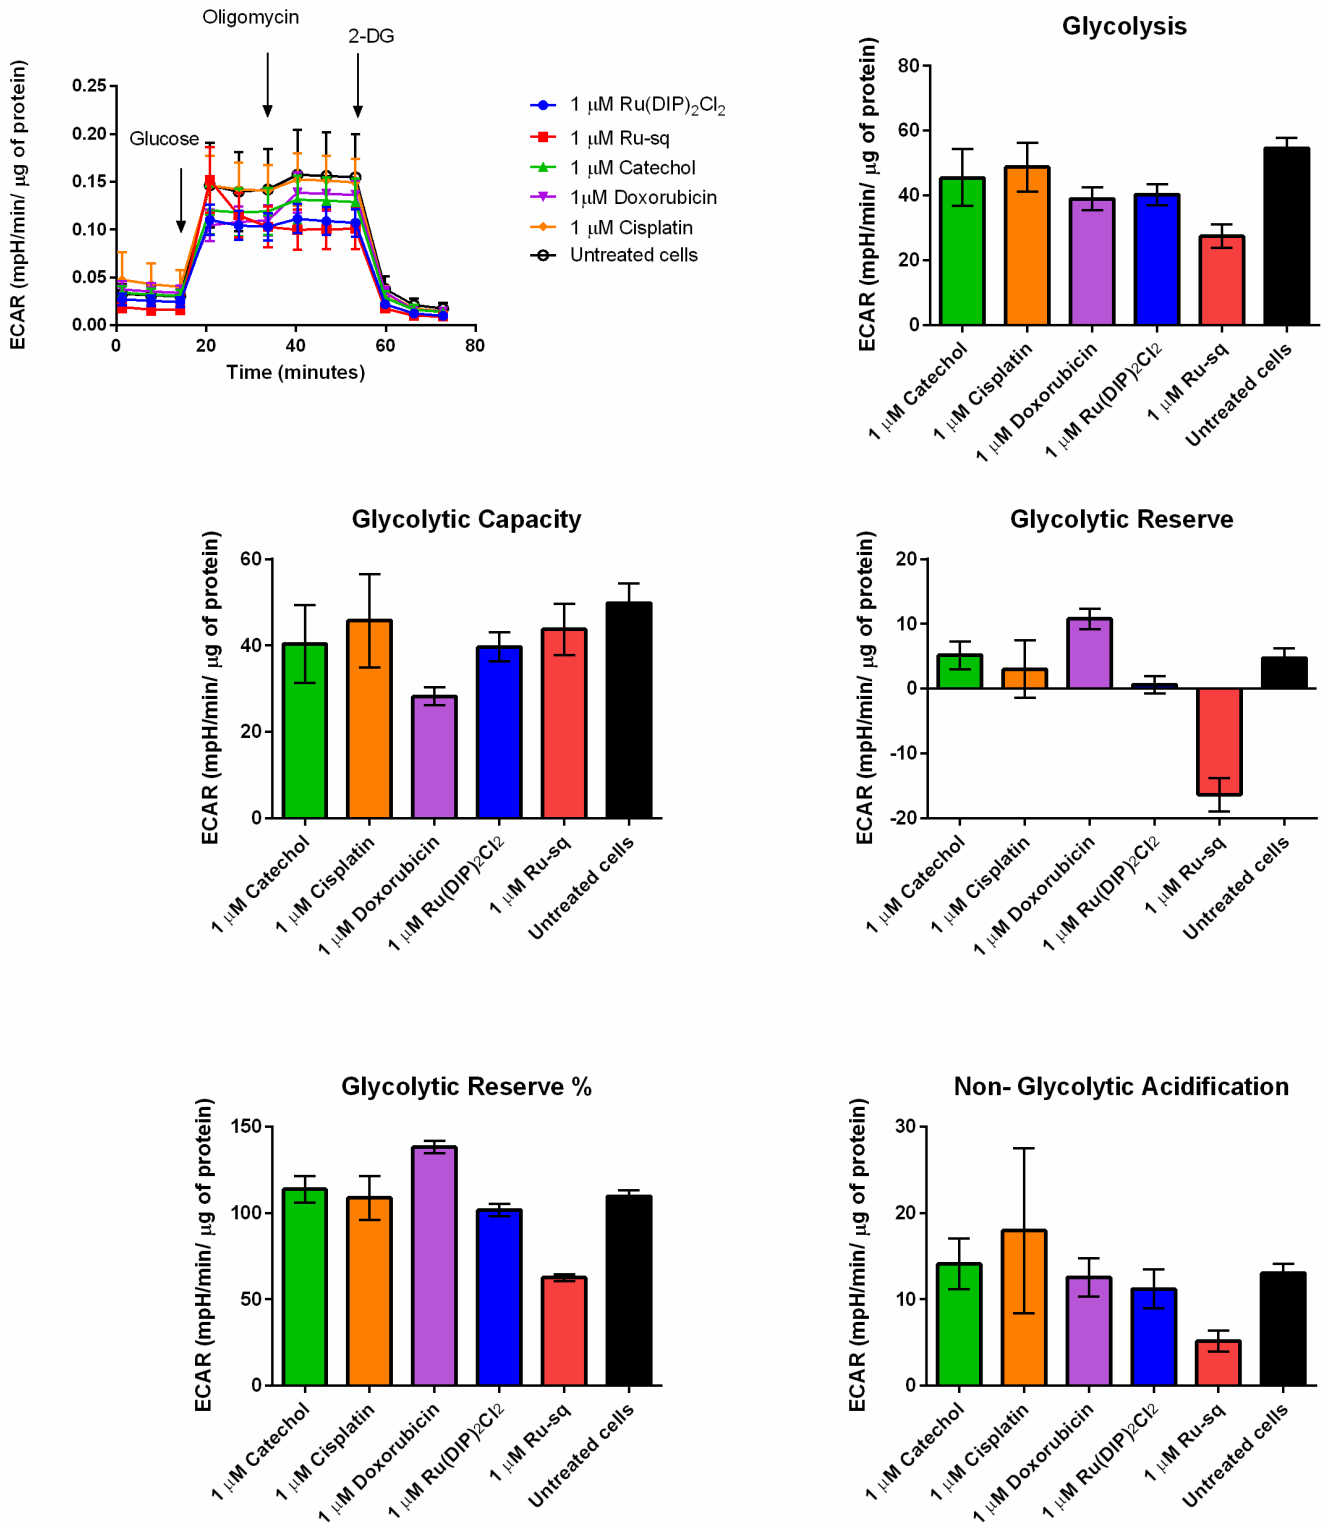 Oligomycin
2-DG
Glucose
ECAR (mpH/min/ µg of protein)
0.25
0.20
0.15
0.10
0.05
0.00
0 20 40 60 80
Time (minutes)
1 µM Ru(DIP)₂Cl₂
1 µM Ru-sq
1 µM Catechol
1µM Doxorubicin
1 µM Cisplatin
Untreated cells
Glycolysis
ECAR (mpH/min/ µg of protein)
80
60
40
20
0
1 µM Catechol
1 µM Cisplatin
1 µM Doxorubicin
1 µM Ru(DIP)₂Cl₂
1 µM Ru-sq
Untreated cells
Glycolytic Capacity
ECAR (mpH/min/ µg of protein)
60
40
20
0
1 µM Catechol
1 µM Cisplatin
1 µM Doxorubicin
1 µM Ru(DIP)₂Cl₂
1 µM Ru-sq
Untreated cells
Glycolytic Reserve
ECAR (mpH/min/ µg of protein)
20
10
0
-10
-20
1 µM Catechol
1 µM Cisplatin
1 µM Doxorubicin
1 µM Ru(DIP)₂Cl₂
1 µM Ru-sq
Untreated cells
Glycolytic Reserve %
ECAR (mpH/min/ µg of protein)
150
100
50
0
1 µM Catechol
1 µM Cisplatin
1 µM Doxorubicin
1 µM Ru(DIP)₂Cl₂
1 µM Ru-sq
Untreated cells
Non- Glycolytic Acidification
ECAR (mpH/min/ µg of protein)
30
20
10
0
1 µM Catechol
1 µM Cisplatin
1 µM Doxorubicin
1 µM Ru(DIP)₂Cl₂
1 µM Ru-sq
Untreated cells